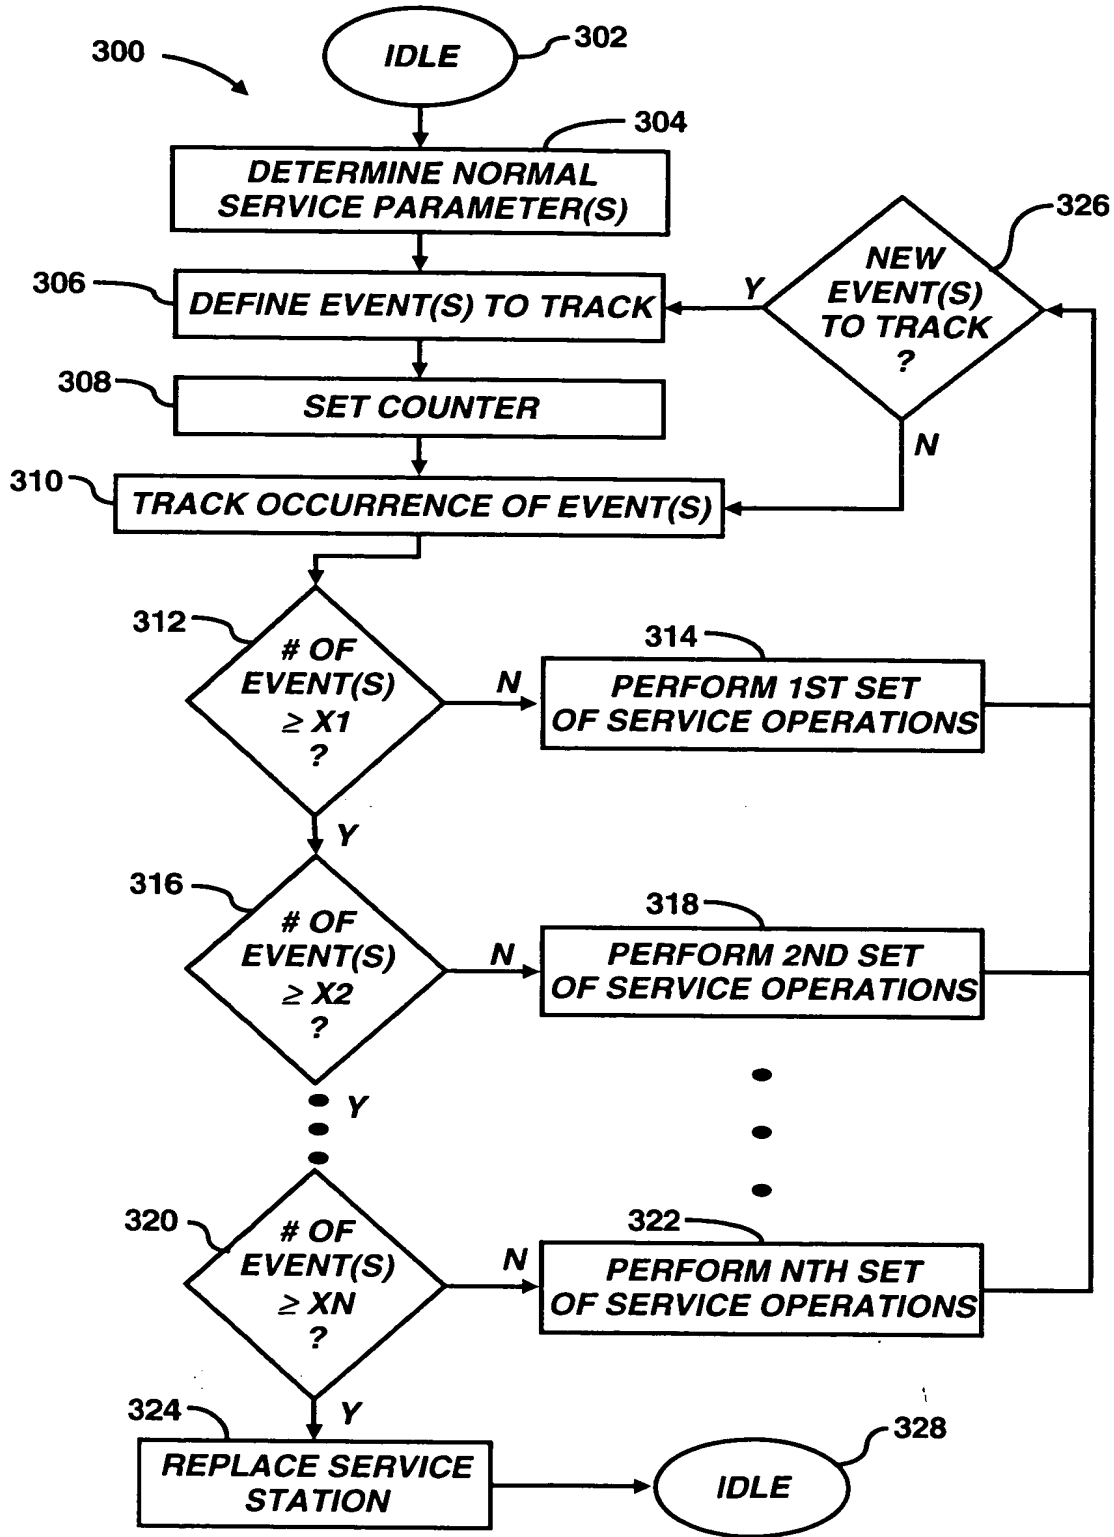 300
IDLE
302
304
DETERMINE NORMAL
SERVICE PARAMETER(S)
306
DEFINE EVENT(S) TO TRACK
Y
NEW
EVENT(S)
TO TRACK
?
326
308
SET COUNTER
N
310
TRACK OCCURRENCE OF EVENT(S)
312
# OF
EVENT(S)
≥ X1
?
N
314
PERFORM 1ST SET
OF SERVICE OPERATIONS
Y
316
# OF
EVENT(S)
≥ X2
?
N
318
PERFORM 2ND SET
OF SERVICE OPERATIONS
Y
320
# OF
EVENT(S)
≥ XN
?
N
322
PERFORM NTH SET
OF SERVICE OPERATIONS
Y
324
REPLACE SERVICE
STATION
IDLE
328